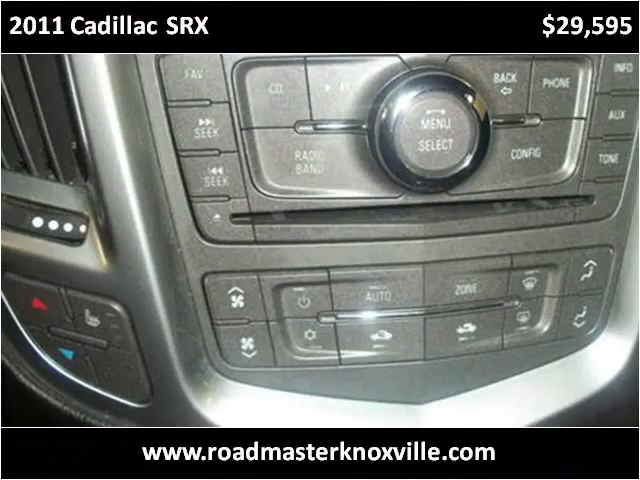 2011 Cadillac SRX $29,595
FAV CD BACK PHONE INFO
SEEK MENU AUX
SEEK RADIO BAND SELECT CONFIG TONE
AUTO ZONE
www.roadmasterknoxville.com